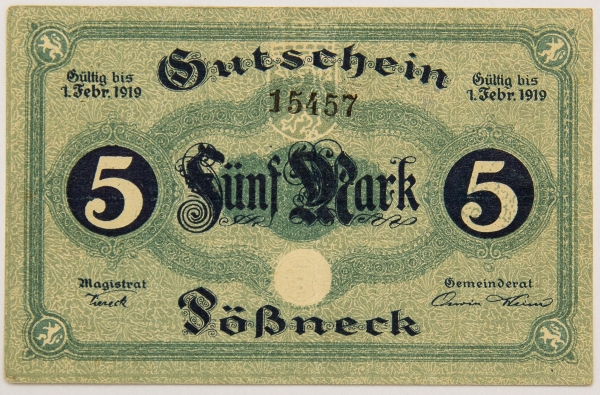 Gutschein
Gültig bis
1. Febr. 1919
15457
Gültig bis
1. Febr. 1919
5
Fünf Mark
5
Magistrat
Gemeinderat
Pößneck